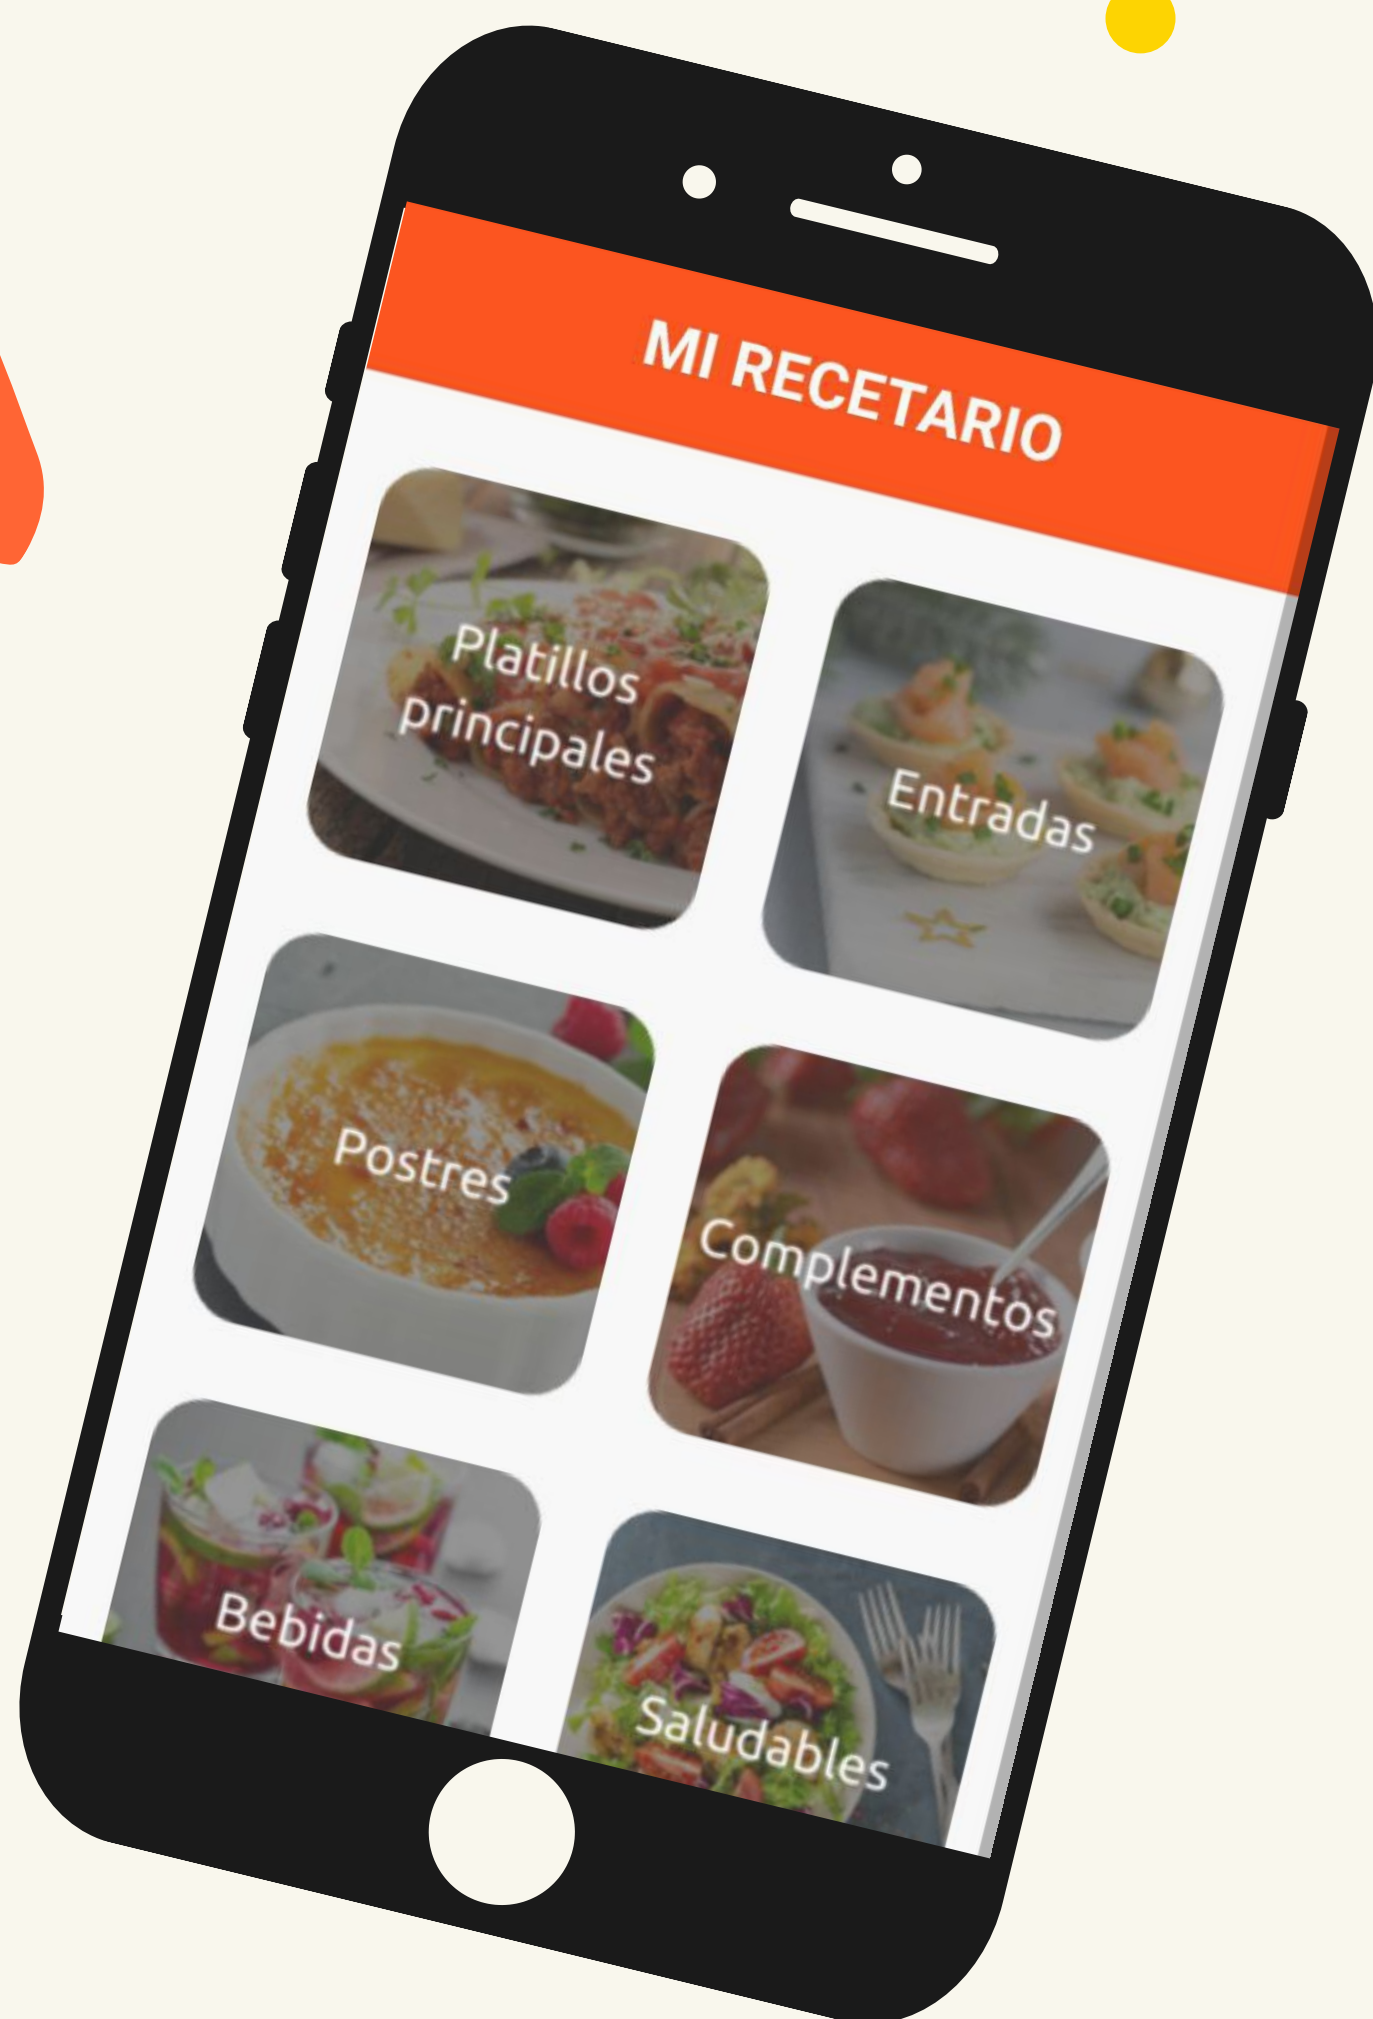 MI RECETARIO
Platillos
principales
Entradas
Postres
Complementos
Bebidas
Saludables